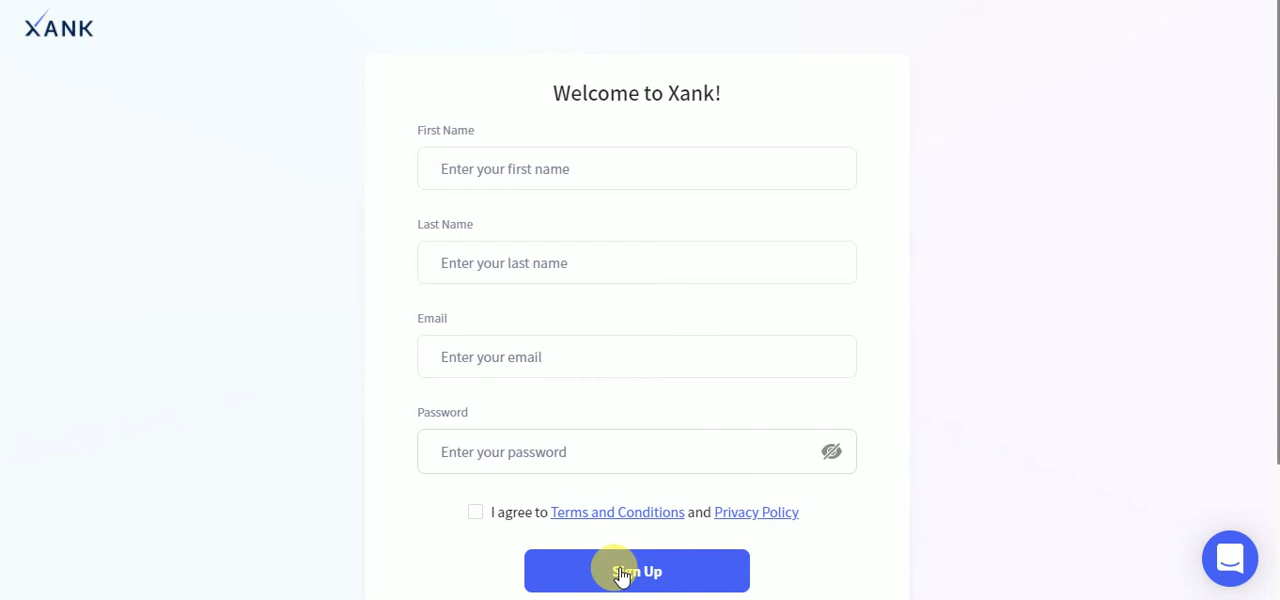 XANK
Welcome to Xank!
First Name
Enter your first name
Last Name
Enter your last name
Email
Enter your email
Password
Enter your password
I agree to Terms and Conditions and Privacy Policy
Sign Up